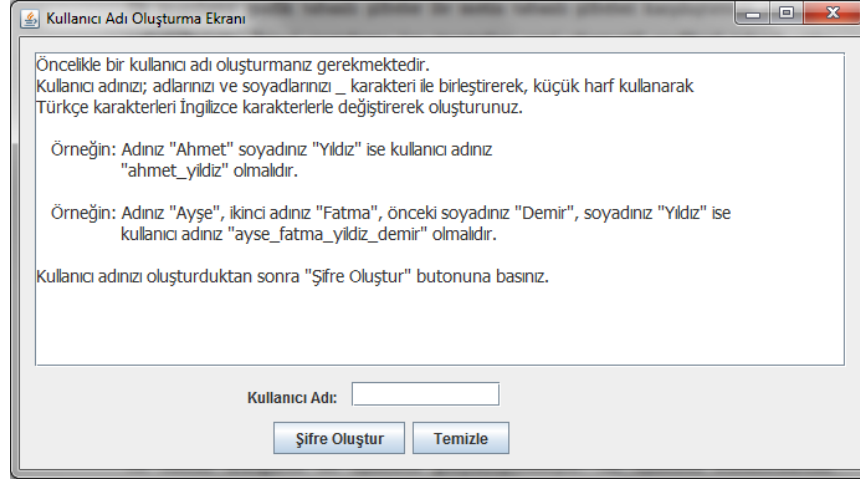 Kullanıcı Adı Oluşturma Ekranı
Öncelikle bir kullanıcı adı oluşturmanız gerekmektedir.
Kullanıcı adınızı; adlarınızı ve soyadlarınızı _ karakteri ile birleştirerek, küçük harf kullanarak
Türkçe karakterleri İngilizce karakterlerle değiştirerek oluşturunuz.
Örneğin: Adınız "Ahmet" soyadınız "Yıldız" ise kullanıcı adınız
"ahmet_yildiz" olmalıdır.
Örneğin: Adınız "Ayşe", ikinci adınız "Fatma", önceki soyadınız "Demir", soyadınız "Yıldız" ise
kullanıcı adınız "ayse_fatma_yildiz_demir" olmalıdır.
Kullanıcı adınızı oluşturduktan sonra "Şifre Oluştur" butonuna basınız.
Kullanıcı Adı:
Şifre Oluştur Temizle